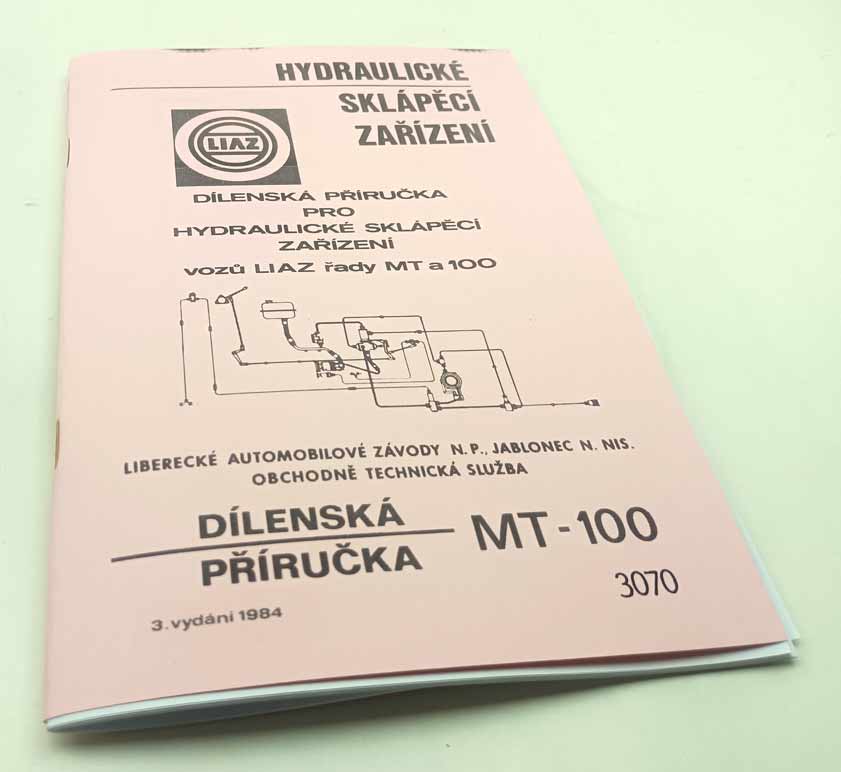 HYDRAULICKÉ
SKLÁPĚCÍ
ZAŘÍZENÍ
LIAZ
DÍLENSKÁ PŘÍRUČKA
PRO
HYDRAULICKÉ SKLÁPĚCÍ
ZAŘÍZENÍ
vozů LIAZ řady MT a 100
LIBERECKÉ AUTOMOBILOVÉ ZÁVODY N.P., JABLONEC N. NIS.
OBCHODNĚ TECHNICKÁ SLUŽBA
DÍLENSKÁ
PŘÍRUČKA
MT-100
3070
3.vydání 1984